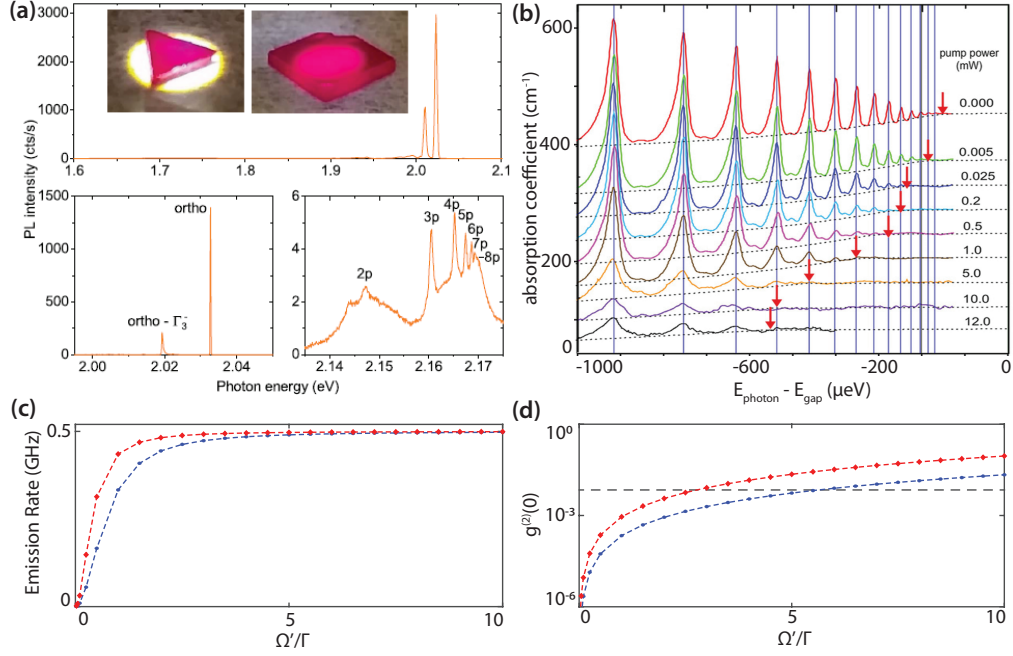 (a)
PL intensity (cts/s)
3000
2000
1000
0
1.6
1.7
1.8
1.9
2.0
2.1
1500
1000
500
0
ortho
ortho - Γ₃⁻
2.00
2.02
2.04
6
4
2
0
2p
3p
4p
5p
6p
7p
-8p
2.14
2.15
2.16
2.17
Photon energy (eV)
(b)
absorption coefficient (cm⁻¹)
600
400
200
0
pump power
(mW)
0.000
0.005
0.025
0.2
0.5
1.0
5.0
10.0
12.0
-1000
-800
-600
-400
-200
0
E_photon - E_gap (μeV)
(c)
Emission Rate (GHz)
0.5
0
0
5
10
Ω'/Γ
(d)
g⁽²⁾(0)
10⁰
10⁻³
10⁻⁶
0
5
10
Ω'/Γ